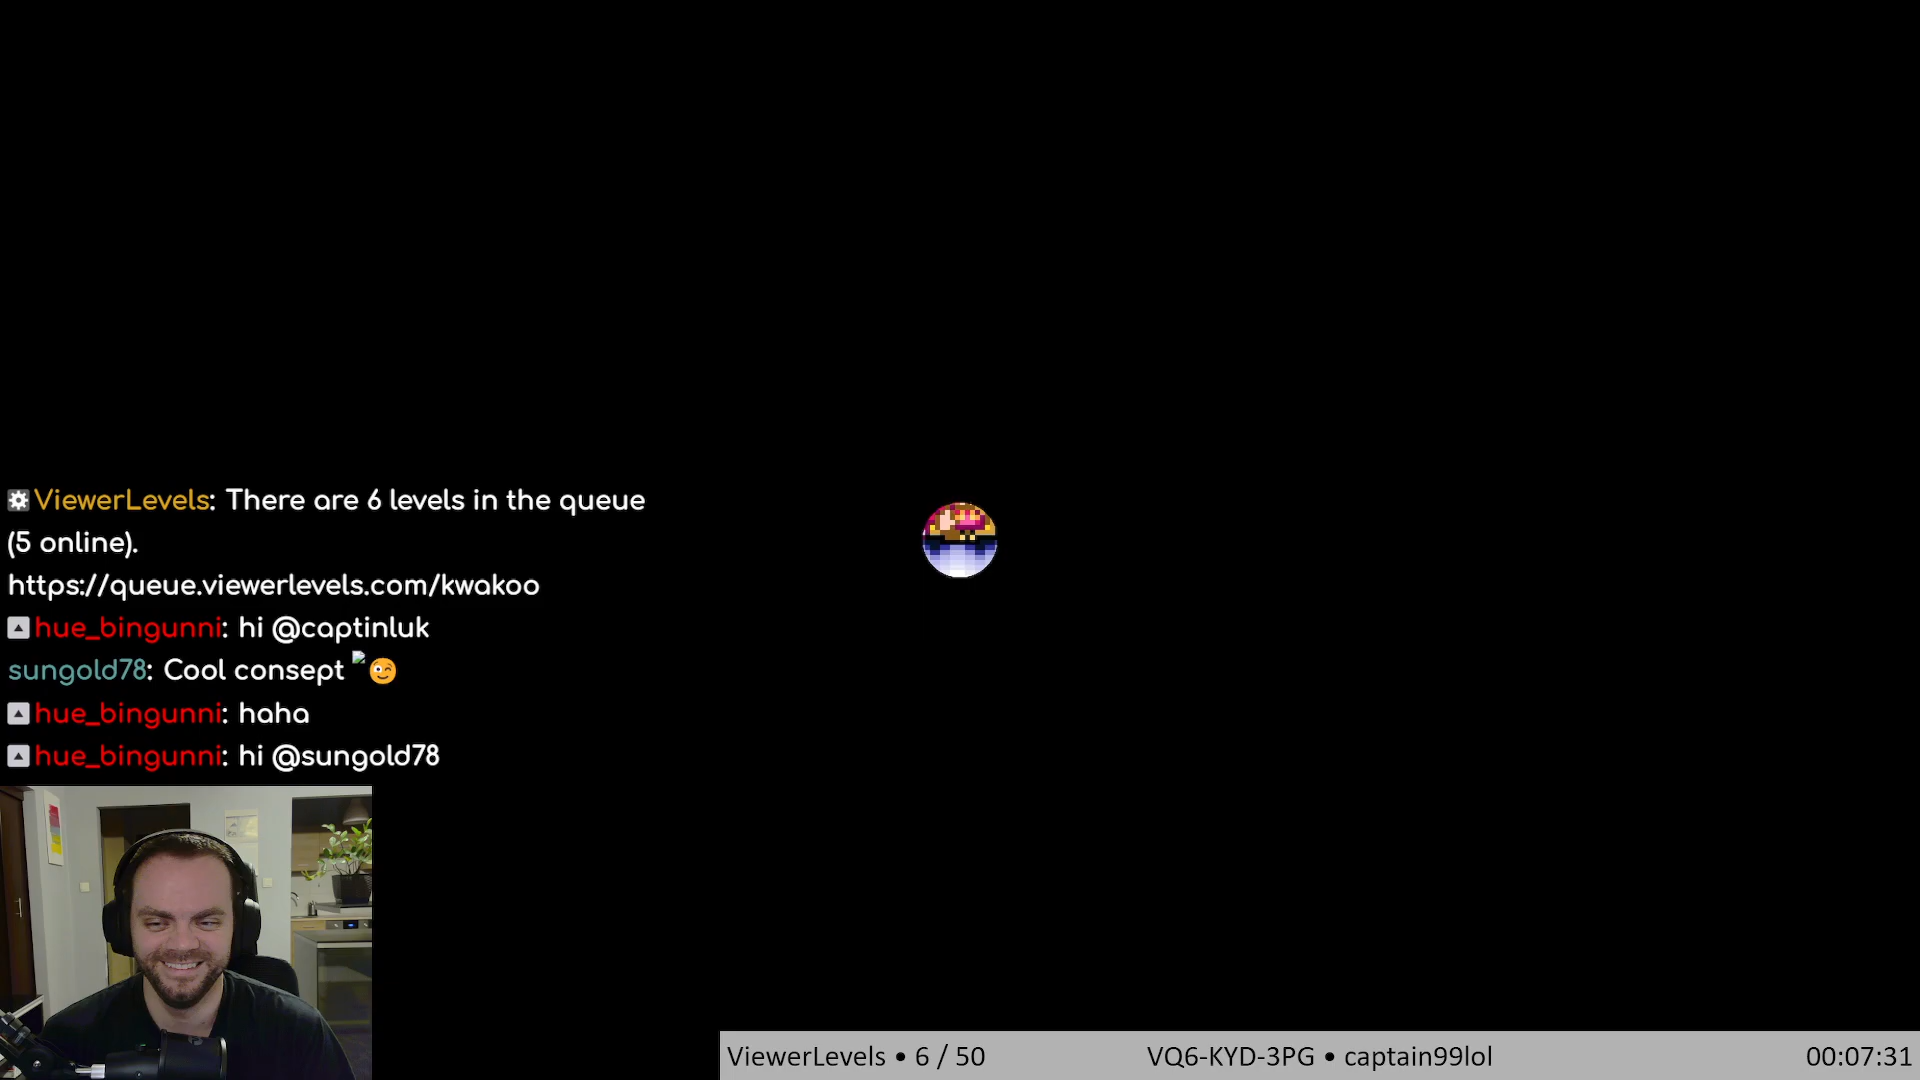 ViewerLevels: There are 6 levels in the queue
(5 online).
https://queue.viewerlevels.com/kwakoo
hue_bingunni: hi @captinluk
sungold78: Cool consept 😉
hue_bingunni: haha
hue_bingunni: hi @sungold78
ViewerLevels • 6 / 50
VQ6-KYD-3PG • captain99lol
00:07:31